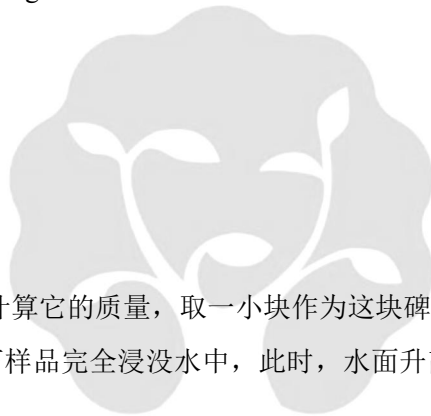 g
计算它的质量，取一小块作为这块碑
样品完全浸没水中，此时，水面升